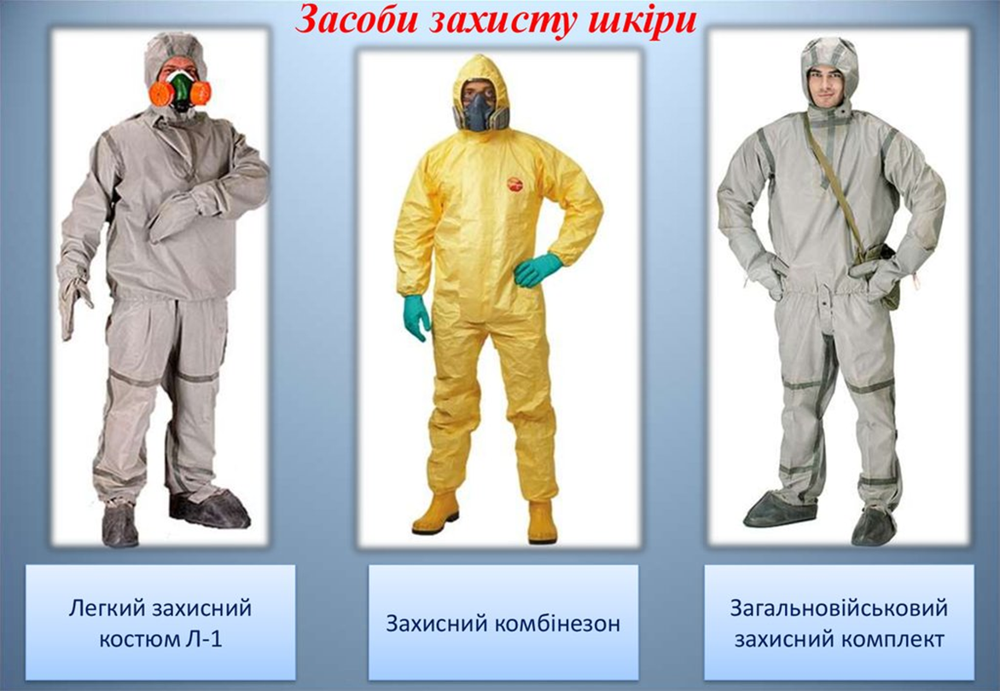 Засоби захисту шкіри
Легкий захисний
костюм Л-1
Захисний комбінезон
Загальновійськовий
захисний комплект